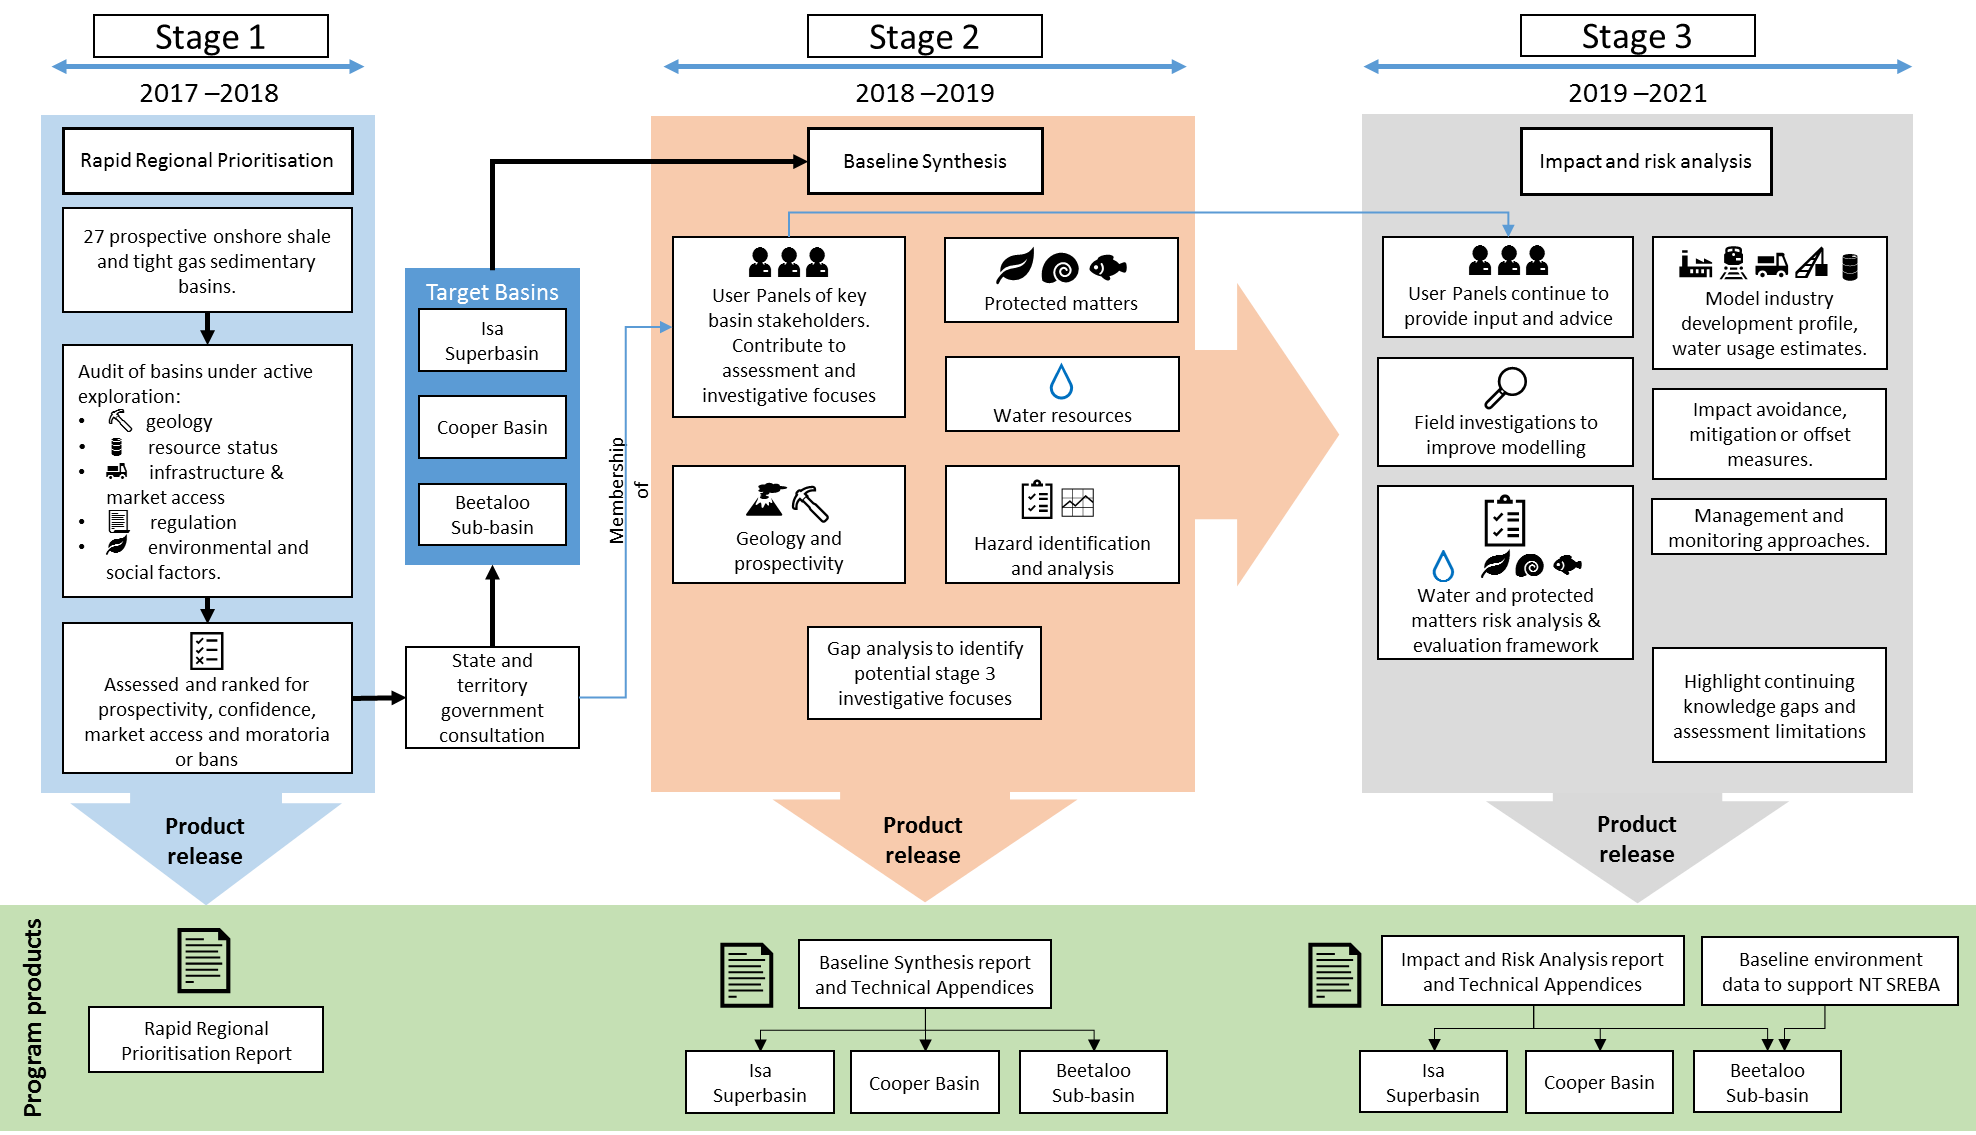 Stage 1
2017 –2018
Rapid Regional Prioritisation
27 prospective onshore shale
and tight gas sedimentary
basins.
Audit of basins under active
exploration:
• geology
• resource status
• infrastructure &
market access
• regulation
• environmental and
social factors.
Assessed and ranked for
prospectivity, confidence,
market access and moratoria
or bans
Product
release
Target Basins
Isa
Superbasin
Cooper Basin
Beetaloo
Sub-basin
State and
territory
government
consultation
Membership
of
Stage 2
2018 –2019
Baseline Synthesis
User Panels of key
basin stakeholders.
Contribute to
assessment and
investigative focuses
Protected matters
Water resources
Geology and
prospectivity
Hazard identification
and analysis
Gap analysis to identify
potential stage 3
investigative focuses
Product
release
Stage 3
2019 –2021
Impact and risk analysis
User Panels continue to
provide input and advice
Model industry
development profile,
water usage estimates.
Field investigations to
improve modelling
Impact avoidance,
mitigation or offset
measures.
Water and protected
matters risk analysis &
evaluation framework
Management and
monitoring approaches.
Highlight continuing
knowledge gaps and
assessment limitations
Product
release
Program products
Rapid Regional
Prioritisation Report
Baseline Synthesis report
and Technical Appendices
Isa
Superbasin
Cooper Basin
Beetaloo
Sub-basin
Impact and Risk Analysis report
and Technical Appendices
Baseline environment
data to support NT SREBA
Isa
Superbasin
Cooper Basin
Beetaloo
Sub-basin